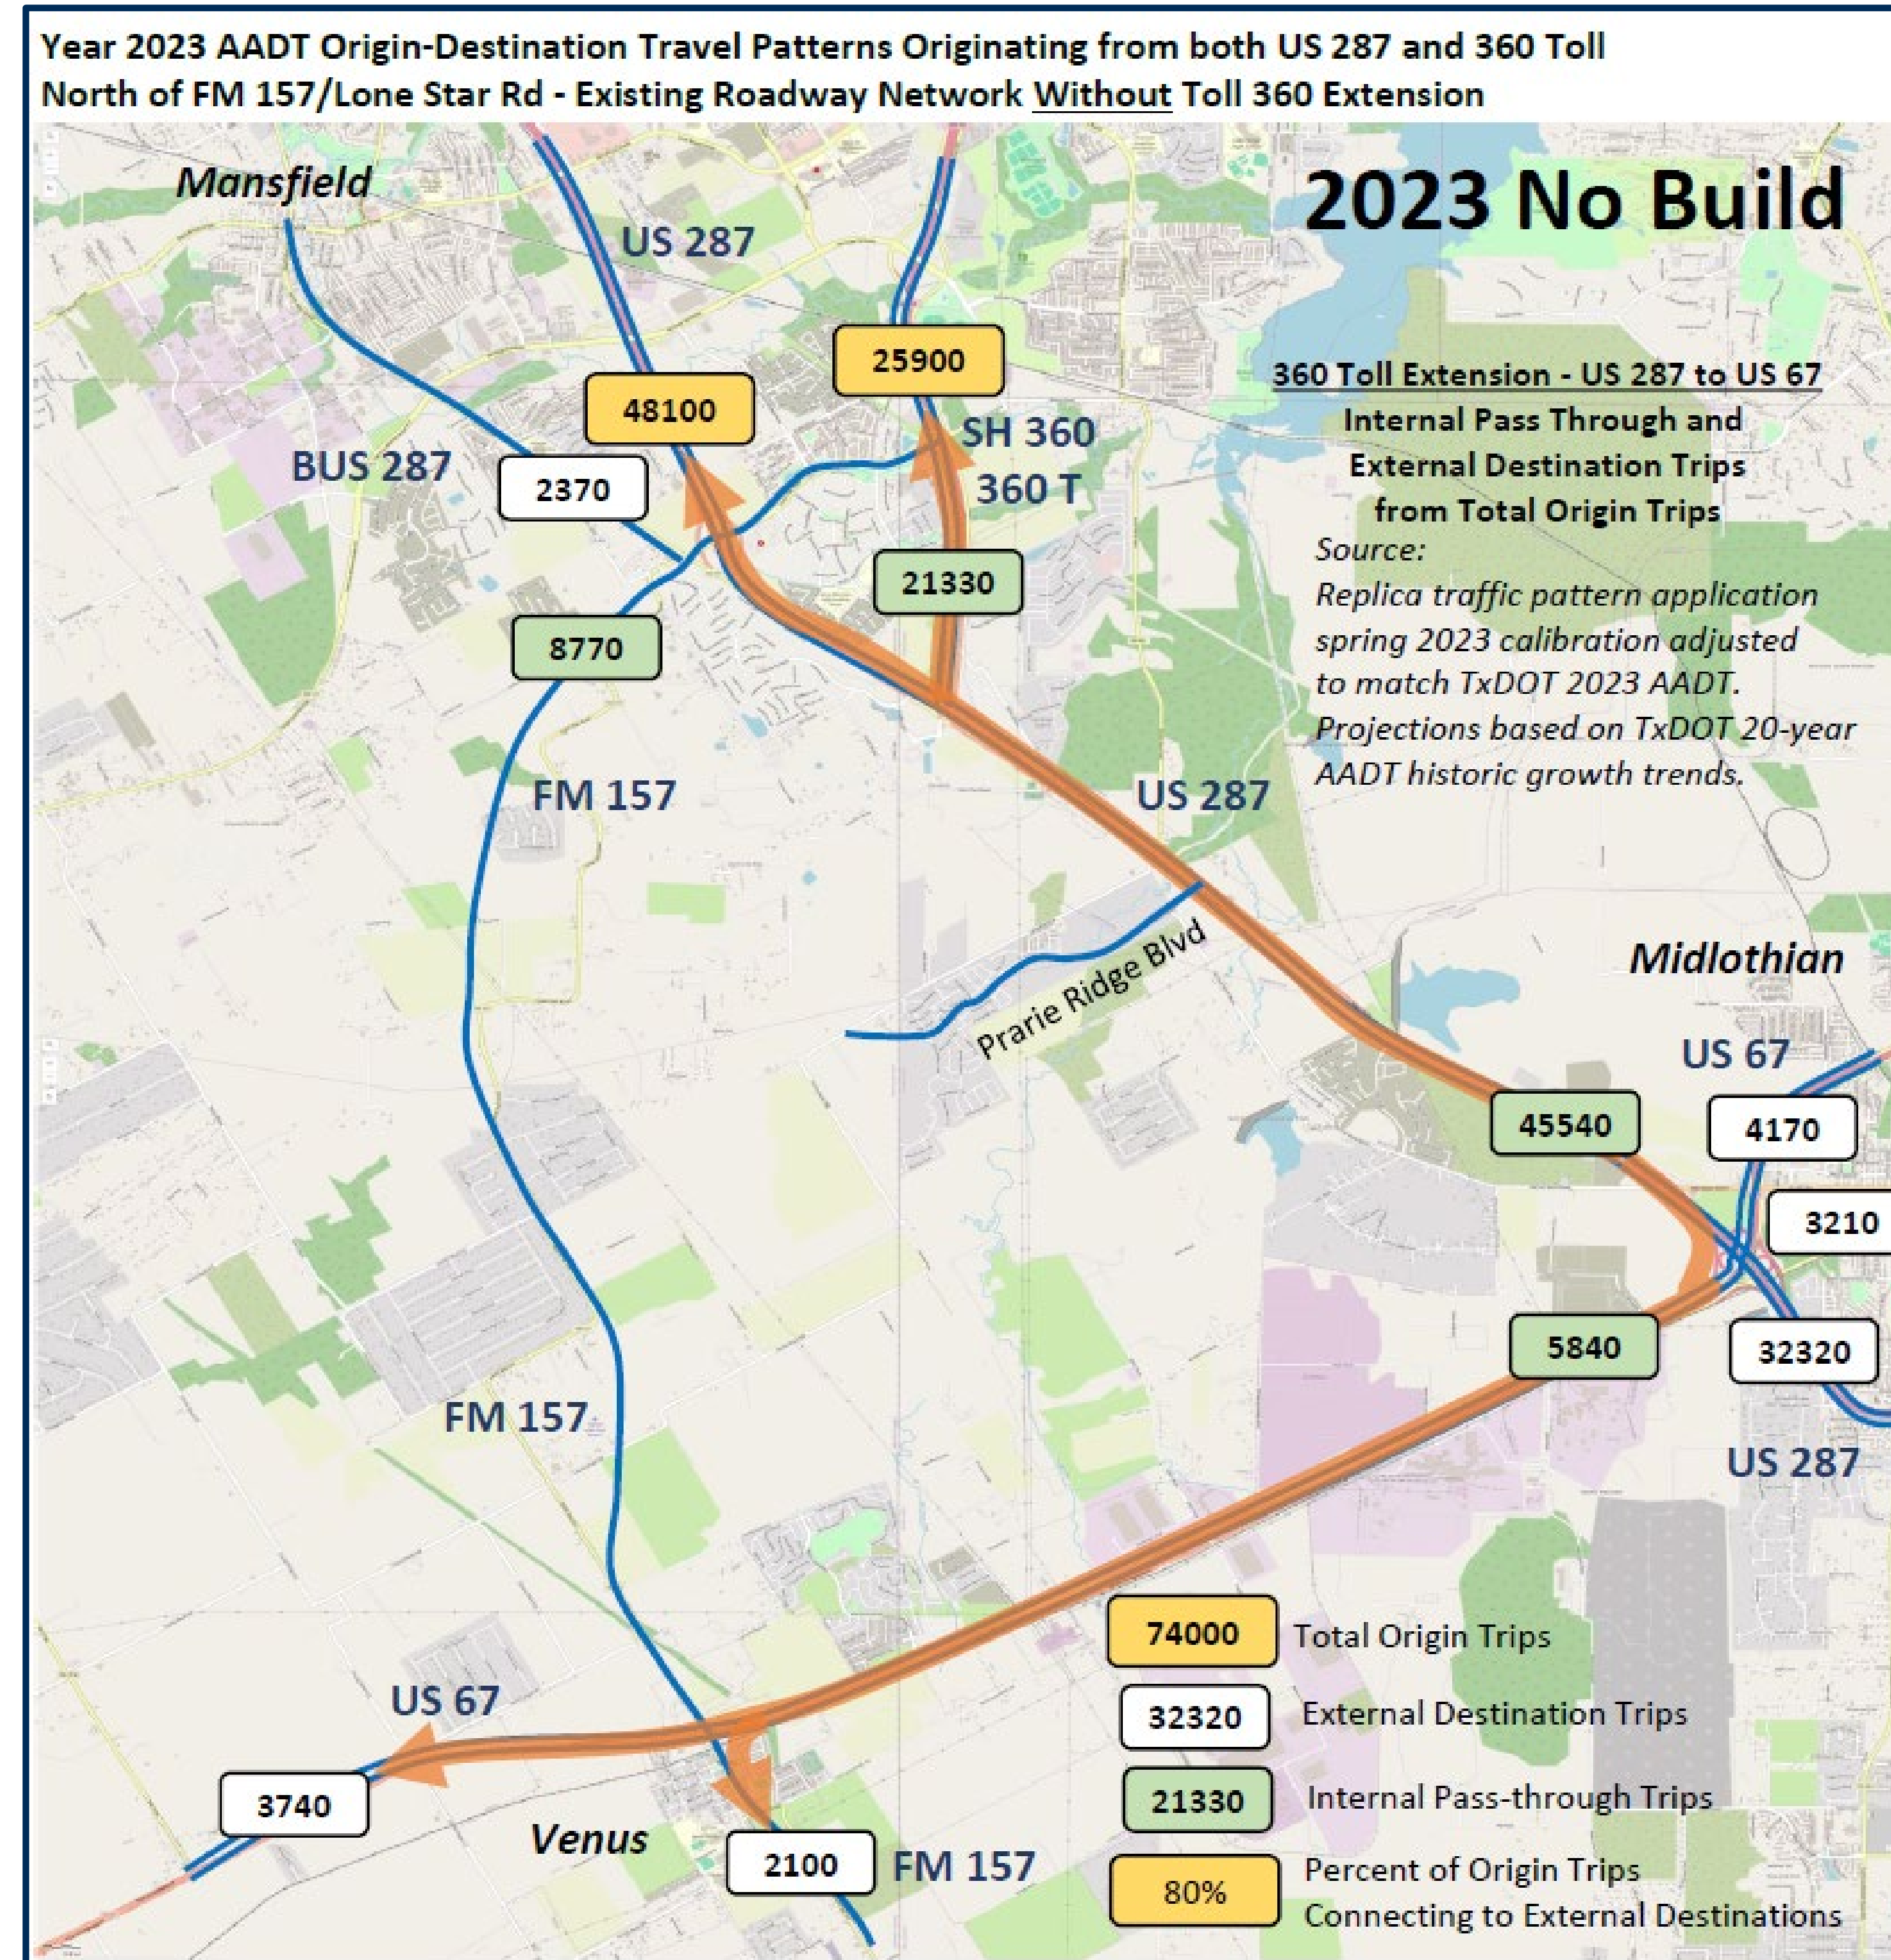 Year 2023 AADT Origin-Destination Travel Patterns Originating from both US 287 and 360 Toll
North of FM 157/Lone Star Rd - Existing Roadway Network Without Toll 360 Extension
Mansfield
2023 No Build
US 287
25900
48100
360 Toll Extension - US 287 to US 67
Internal Pass Through and
External Destination Trips
from Total Origin Trips
Source:
Replica traffic pattern application
spring 2023 calibration adjusted
to match TxDOT 2023 AADT.
Projections based on TxDOT 20-year
AADT historic growth trends.
SH 360
360 T
BUS 287
2370
21330
8770
FM 157
US 287
Prarie Ridge Blvd
Midlothian
US 67
45540
4170
3210
5840
32320
FM 157
US 287
74000 Total Origin Trips
32320 External Destination Trips
21330 Internal Pass-through Trips
80% Percent of Origin Trips
Connecting to External Destinations
US 67
3740
Venus
2100
FM 157